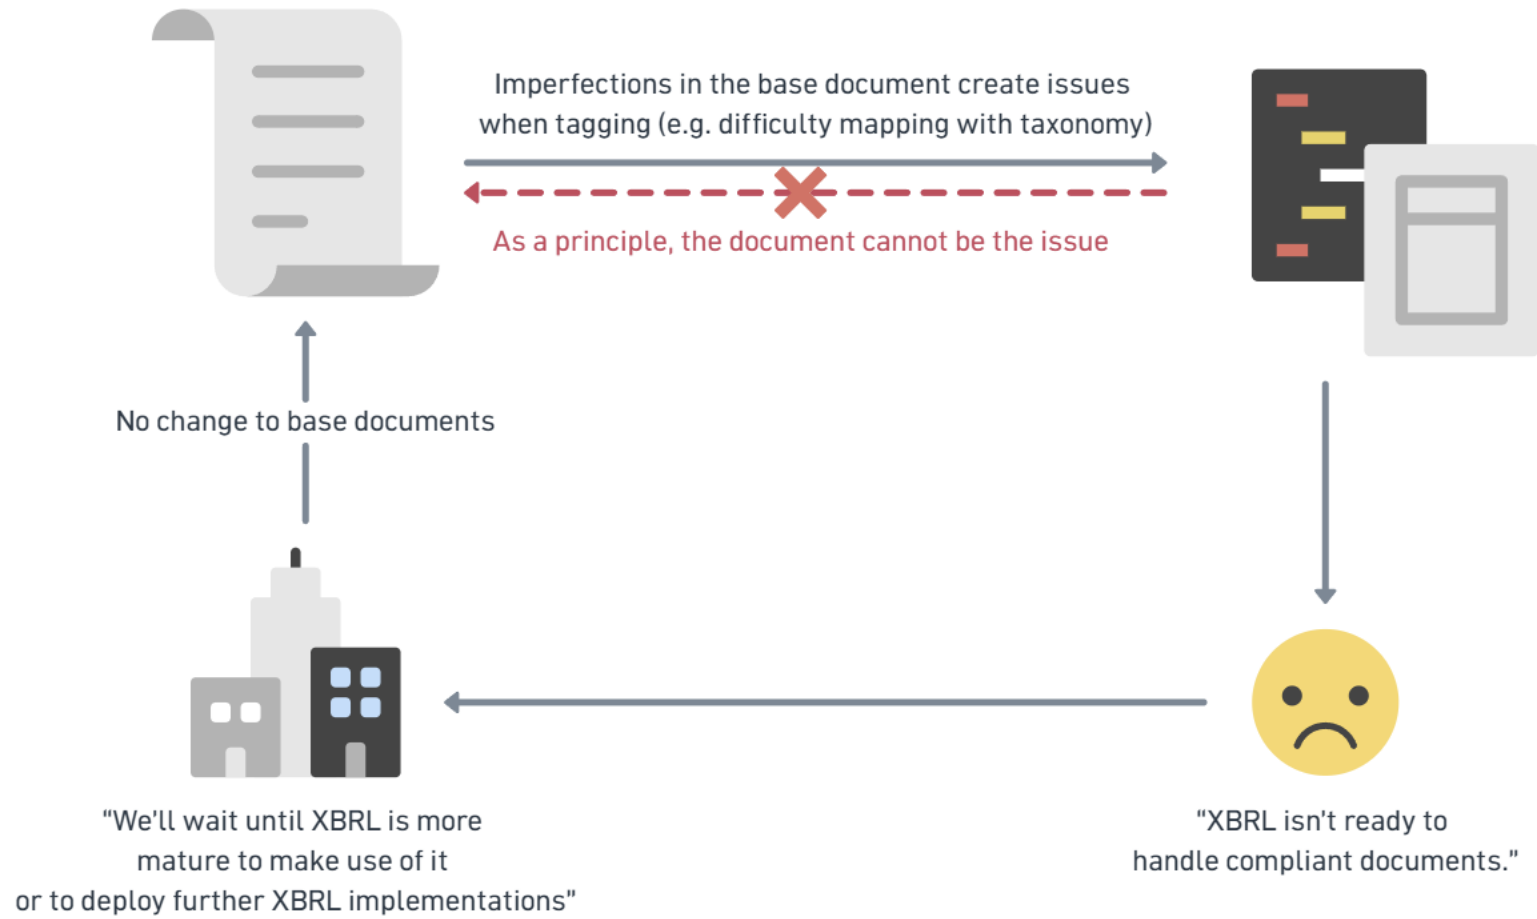 Imperfections in the base document create issues
when tagging (e.g. difficulty mapping with taxonomy)
As a principle, the document cannot be the issue
No change to base documents
“We’ll wait until XBRL is more
mature to make use of it
or to deploy further XBRL implementations”
“XBRL isn’t ready to
handle compliant documents.”